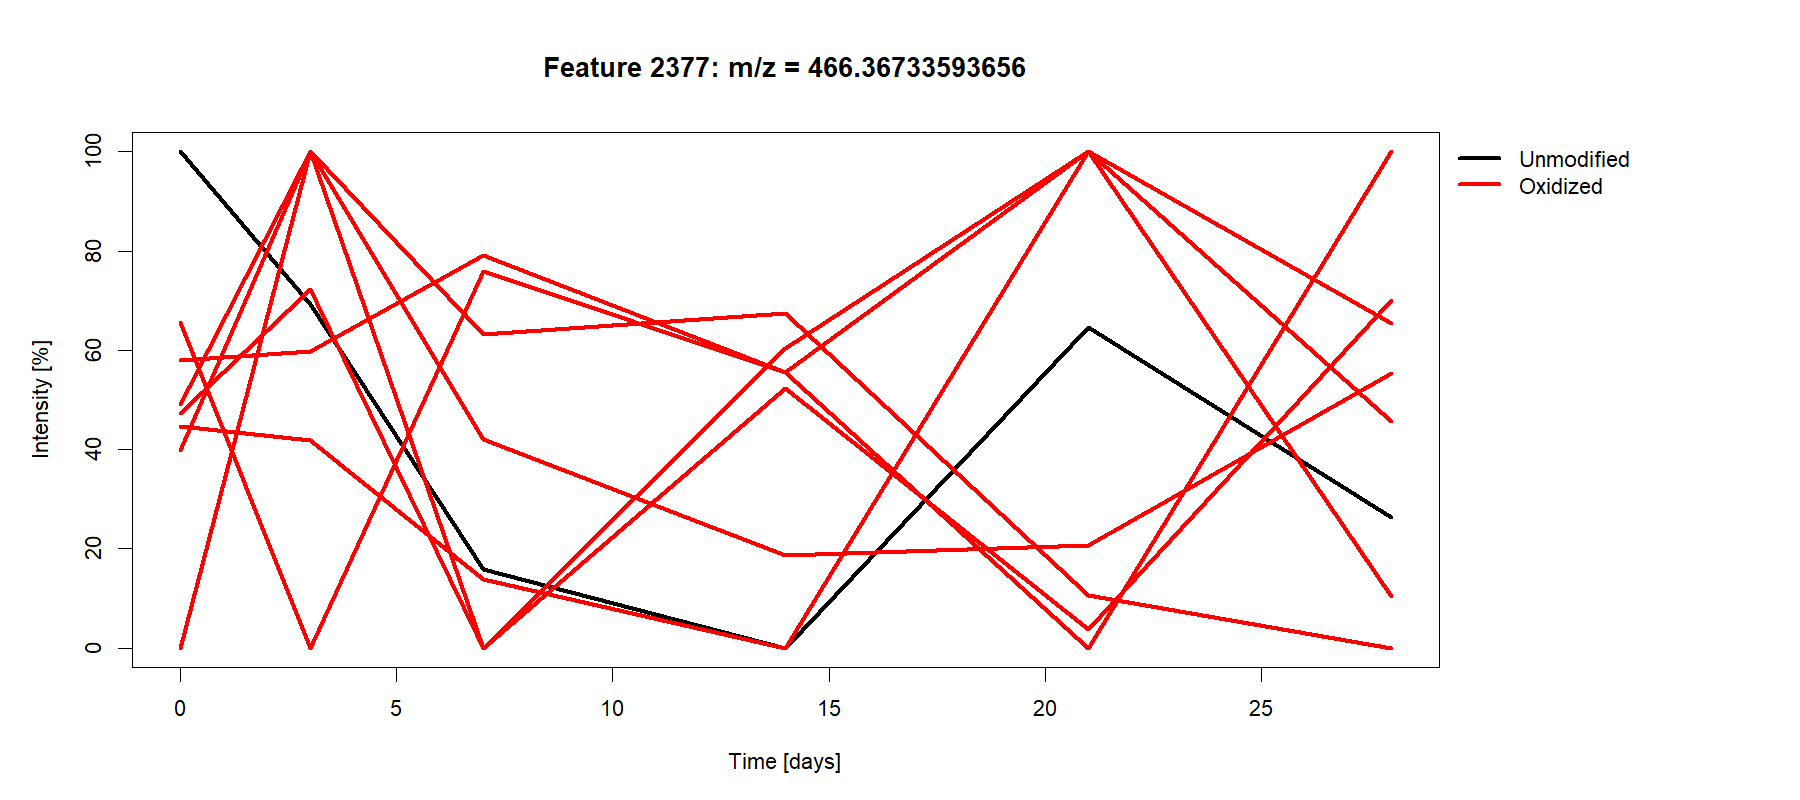 Feature 2377: m/z = 466.36733593656
Unmodified
Oxidized
100
80
60
40
20
0
Intensity [%]
0 5 10 15 20 25
Time [days]